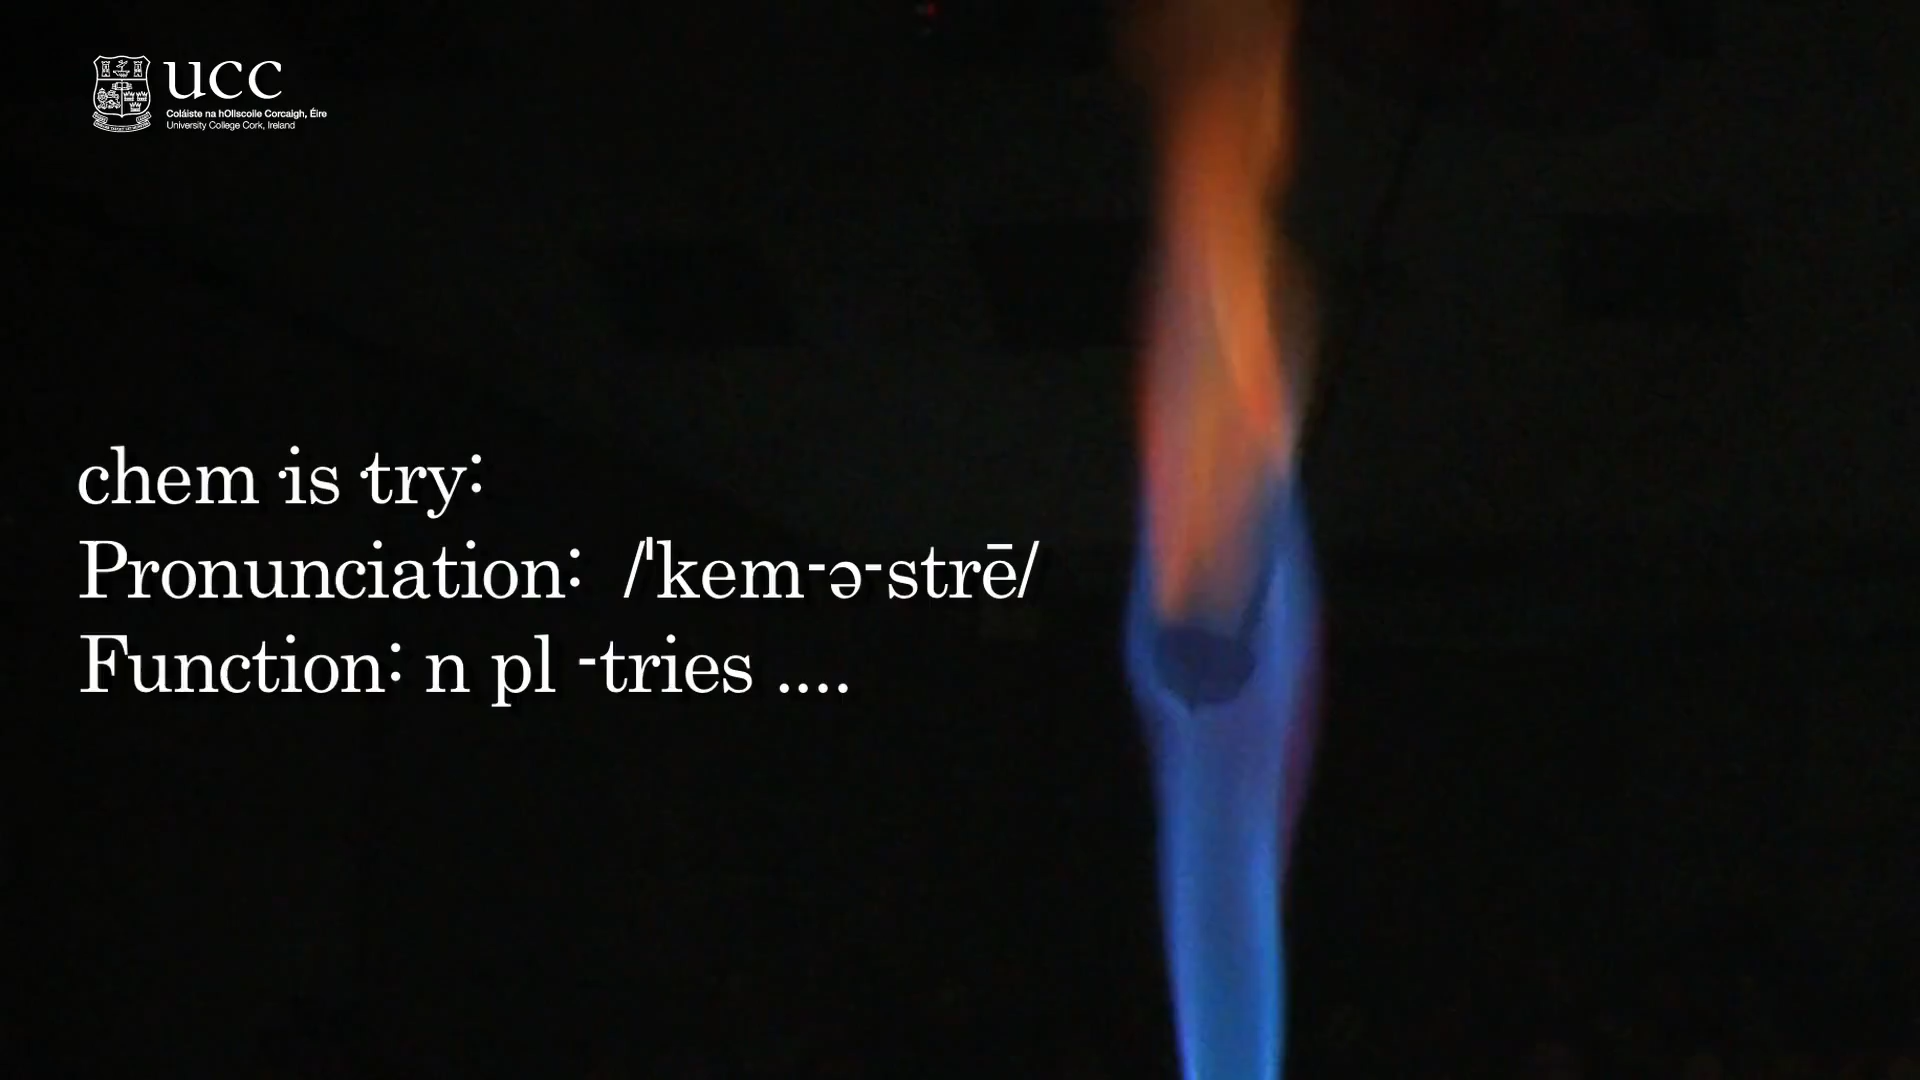 ucc
Coláiste na hOllscoile Corcaigh, Éire
University College Cork, Ireland
chem ·is ·try:
Pronunciation: /ˈkem-ə-strē/
Function: n pl -tries ....